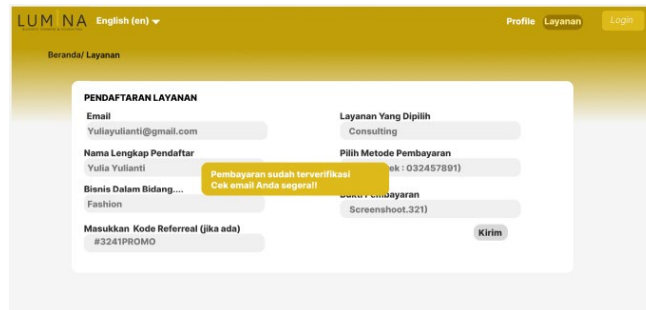 LUMINA
English (en)
Profile
Layanan
Login
Beranda/ Layanan
PENDAFTARAN LAYANAN
Email
Yuliayulianti@gmail.com
Nama Lengkap Pendaftar
Yulia Yulianti
Bisnis Dalam Bidang....
Fashion
Masukkan Kode Referreal (jika ada)
#3241PROMO
Layanan Yang Dipilih
Consulting
Pilih Metode Pembayaran
ek : 032457891)
Pembayaran sudah terverifikasi
Cek email Anda segera!!
Bukti Pembayaran
Screenshoot.321)
Kirim